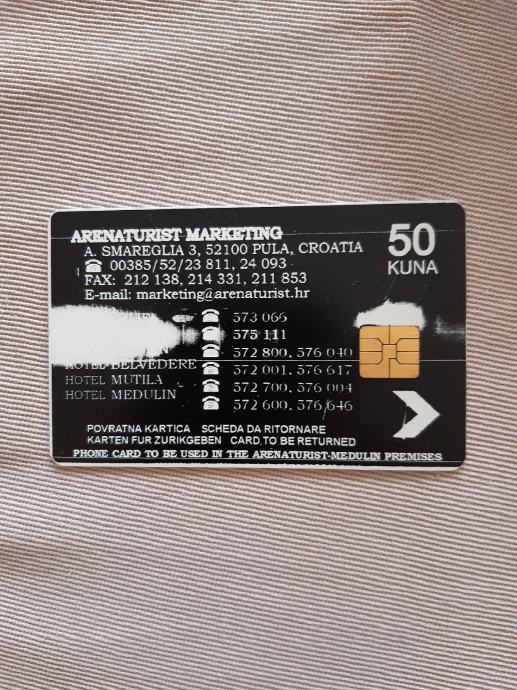 ARENATURIST MARKETING
A. SMAREGLIA 3, 52100 PULA, CROATIA
☎ 00385/52/23 811, 24 093
FAX: 212 138, 214 331, 211 853
E-mail: marketing@arenaturist.hr
50
KUNA
☎ 573 066
☎ 575 111
☎ 572 800, 576 040
HOTEL BELVEDERE ☎ 572 001, 576 617
HOTEL MUTILA ☎ 572 700, 576 004
HOTEL MEDULIN ☎ 572 600, 576 646
POVRATNA KARTICA SCHEDA DA RITORNARE
KARTEN FUR ZURIKGEBEN CARD TO BE RETURNED
PHONE CARD TO BE USED IN THE ARENATURIST-MEDULIN PREMISES